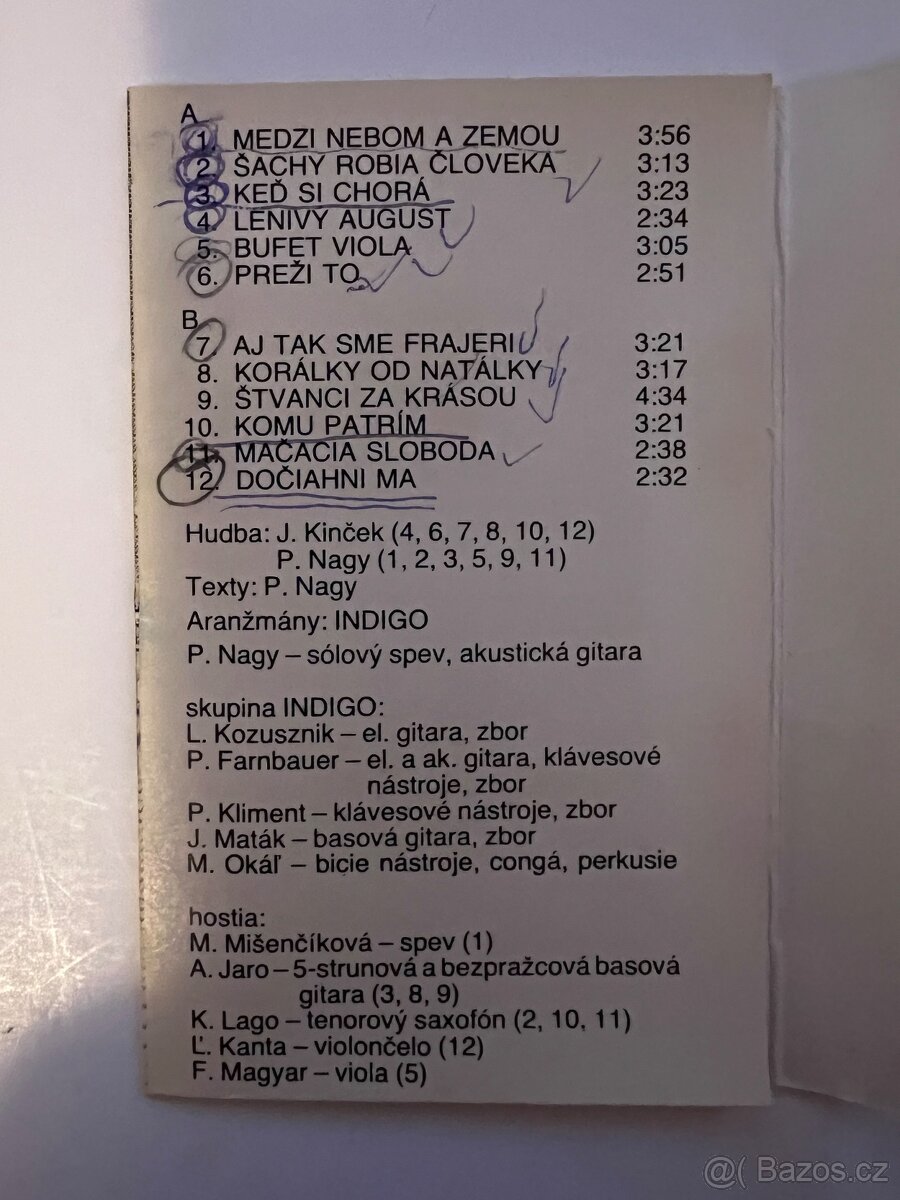 A
1. MEDZI NEBOM A ZEMOU 3:56
2. ŠACHY ROBIA ČLOVEKA 3:13
3. KEĎ SI CHORÁ 3:23
4. LENIVÝ AUGUST 2:34
5. BUFET VIOLA 3:05
6. PREŽI TO 2:51
B
7. AJ TAK SME FRAJERI 3:21
8. KORÁLKY OD NATÁLKY 3:17
9. ŠTVANCI ZA KRÁSOU 4:34
10. KOMU PATRÍM 3:21
11. MAČACIA SLOBODA 2:38
12. DOČIAHNI MA 2:32
Hudba: J. Kinček (4, 6, 7, 8, 10, 12)
P. Nagy (1, 2, 3, 5, 9, 11)
Texty: P. Nagy
Aranžmány: INDIGO
P. Nagy – sólový spev, akustická gitara
skupina INDIGO:
L. Kozusznik – el. gitara, zbor
P. Farnbauer – el. a ak. gitara, klávesové
nástroje, zbor
P. Kliment – klávesové nástroje, zbor
J. Maták – basová gitara, zbor
M. Okáľ – bicie nástroje, congá, perkusie
hostia:
M. Mišenčíková – spev (1)
A. Jaro – 5-strunová a bezpražcová basová
gitara (3, 8, 9)
K. Lago – tenorový saxofón (2, 10, 11)
Ľ. Kanta – violončelo (12)
F. Magyar – viola (5)
@( Bazos.cz